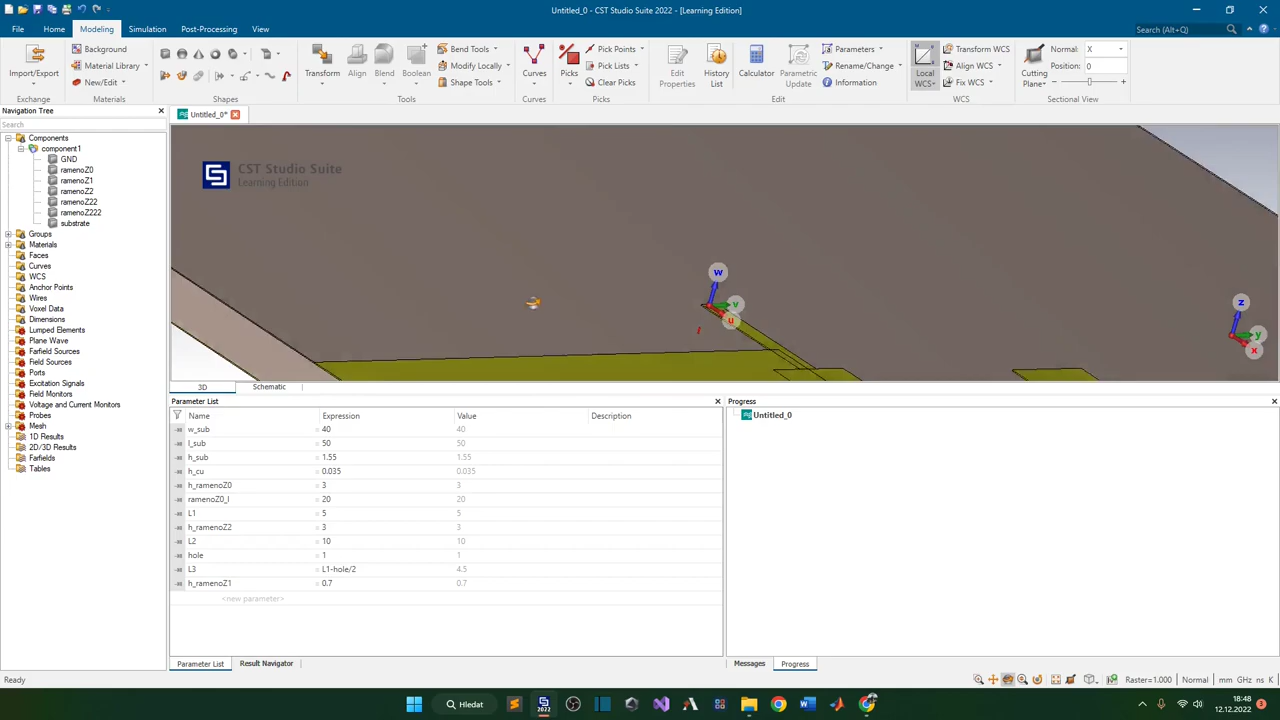 Untitled_0 - CST Studio Suite 2022 - [Learning Edition]
File Home Modeling Simulation Post-Processing View Search (Alt+Q)
Import/Export
Exchange
Background
Material Library
New/Edit
Materials
Shapes
Transform Align Blend Boolean
Bend Tools
Modify Locally
Shape Tools
Tools
Curves
Curves
Picks
Pick Points
Pick Lists
Clear Picks
Picks
Edit Properties
History List
Calculator
Parametric Update
Parameters
Rename/Change
Information
Edit
Local WCS
Transform WCS
Align WCS
Fix WCS
WCS
Cutting Plane
Normal: X
Position: 0
Sectional View
Navigation Tree
Search
Components
component1
GND
ramenoZ0
ramenoZ1
ramenoZ2
ramenoZ22
ramenoZ222
substrate
Groups
Materials
Faces
Curves
WCS
Anchor Points
Wires
Voxel Data
Dimensions
Lumped Elements
Plane Wave
Farfield Sources
Field Sources
Ports
Excitation Signals
Field Monitors
Voltage and Current Monitors
Probes
Mesh
1D Results
2D/3D Results
Farfields
Tables
Untitled_0*
CST Studio Suite
Learning Edition
w
v
u
z
y
x
3D Schematic
Parameter List
Name Expression Value Description
w_sub = 40 40
l_sub = 50 50
h_sub = 1.55 1.55
h_cu = 0.035 0.035
h_ramenoZ0 = 3 3
ramenoZ0_l = 20 20
L1 = 5 5
h_ramenoZ2 = 3 3
L2 = 10 10
hole = 1 1
L3 = L1-hole/2 4.5
h_ramenoZ1 = 0.7 0.7
<new parameter>
Parameter List Result Navigator
Progress
Untitled_0
Messages Progress
Ready
Raster=1.000 Normal mm GHz ns K
Hledat
2022
18:48
12.12.2022